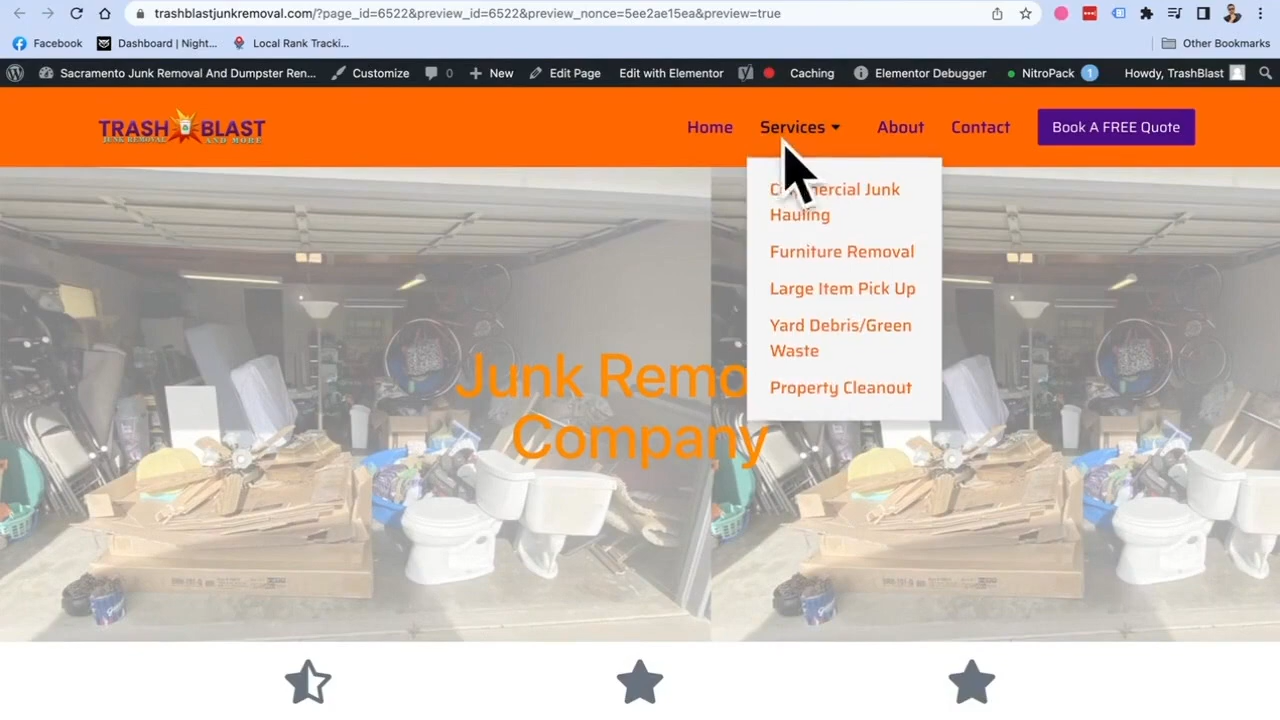 trashblastjunkremoval.com/?page_id=6522&preview_id=6522&preview_nonce=5ee2ae15ea&preview=true
Facebook
Dashboard | Night...
Local Rank Tracki...
Other Bookmarks
Sacramento Junk Removal And Dumpster Ren...
Customize
0
New
Edit Page
Edit with Elementor
Caching
Elementor Debugger
NitroPack 1
Howdy, TrashBlast
TRASH BLAST
JUNK REMOVAL AND MORE
Home
Services
About
Contact
Book A FREE Quote
Hauling
Furniture Removal
Large Item Pick Up
Yard Debris/Green
Waste
Property Cleanout
Junk
Company